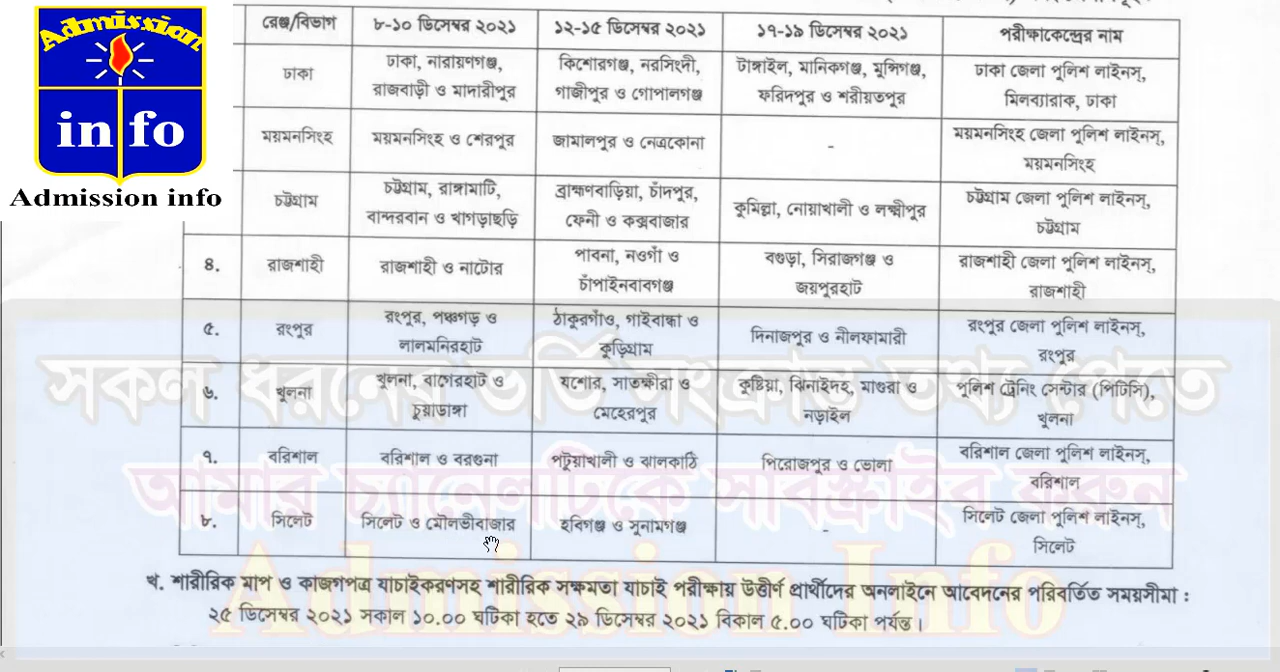 Admission
in fo
Admission info
রেঞ্জ/বিভাগ
৮-১০ ডিসেম্বর ২০২১
১২-১৫ ডিসেম্বর ২০২১
১৭-১৯ ডিসেম্বর ২০২১
পরীক্ষাকেন্দ্রের নাম
ঢাকা
ঢাকা, নারায়ণগঞ্জ,
রাজবাড়ী ও মাদারীপুর
কিশোরগঞ্জ, নরসিংদী,
গাজীপুর ও গোপালগঞ্জ
টাঙ্গাইল, মানিকগঞ্জ, মুন্সিগঞ্জ,
ফরিদপুর ও শরীয়তপুর
ঢাকা জেলা পুলিশ লাইনস্,
মিলব্যারাক, ঢাকা
ময়মনসিংহ
ময়মনসিংহ ও শেরপুর
জামালপুর ও নেত্রকোনা
-
ময়মনসিংহ জেলা পুলিশ লাইনস্,
ময়মনসিংহ
চট্টগ্রাম
চট্টগ্রাম, রাঙ্গামাটি,
বান্দরবান ও খাগড়াছড়ি
ব্রাহ্মণবাড়িয়া, চাঁদপুর,
ফেনী ও কক্সবাজার
কুমিল্লা, নোয়াখালী ও লক্ষ্মীপুর
চট্টগ্রাম জেলা পুলিশ লাইনস্,
চট্টগ্রাম
৪.
রাজশাহী
রাজশাহী ও নাটোর
পাবনা, নওগাঁ ও
চাঁপাইনবাবগঞ্জ
বগুড়া, সিরাজগঞ্জ ও
জয়পুরহাট
রাজশাহী জেলা পুলিশ লাইনস্,
রাজশাহী
৫.
রংপুর
রংপুর, পঞ্চগড় ও
লালমনিরহাট
ঠাকুরগাঁও, গাইবান্ধা ও
কুড়িগ্রাম
দিনাজপুর ও নীলফামারী
রংপুর জেলা পুলিশ লাইনস্,
রংপুর
৬.
খুলনা
খুলনা, বাগেরহাট ও
চুয়াডাঙ্গা
যশোর, সাতক্ষীরা ও
মেহেরপুর
কুষ্টিয়া, ঝিনাইদহ, মাগুরা ও
নড়াইল
পুলিশ ট্রেনিং সেন্টার (পিটিসি),
খুলনা
৭.
বরিশাল
বরিশাল ও বরগুনা
পটুয়াখালী ও ঝালকাঠি
পিরোজপুর ও ভোলা
বরিশাল জেলা পুলিশ লাইনস্,
বরিশাল
৮.
সিলেট
সিলেট ও মৌলভীবাজার
হবিগঞ্জ ও সুনামগঞ্জ
-
সিলেট জেলা পুলিশ লাইনস্,
সিলেট
সকল ধরনের ভর্তি সংক্রান্ত তথ্য পেতে
আমার চ্যানেলটিকে সাবস্ক্রাইব করুন
Admission Info
খ. শারীরিক মাপ ও কাজগপত্র যাচাইকরণসহ শারীরিক সক্ষমতা যাচাই পরীক্ষায় উত্তীর্ণ প্রার্থীদের অনলাইনে আবেদনের পরিবর্তিত সময়সীমা :
২৫ ডিসেম্বর ২০২১ সকাল ১০.০০ ঘটিকা হতে ২৯ ডিসেম্বর ২০২১ বিকাল ৫.০০ ঘটিকা পর্যন্ত।